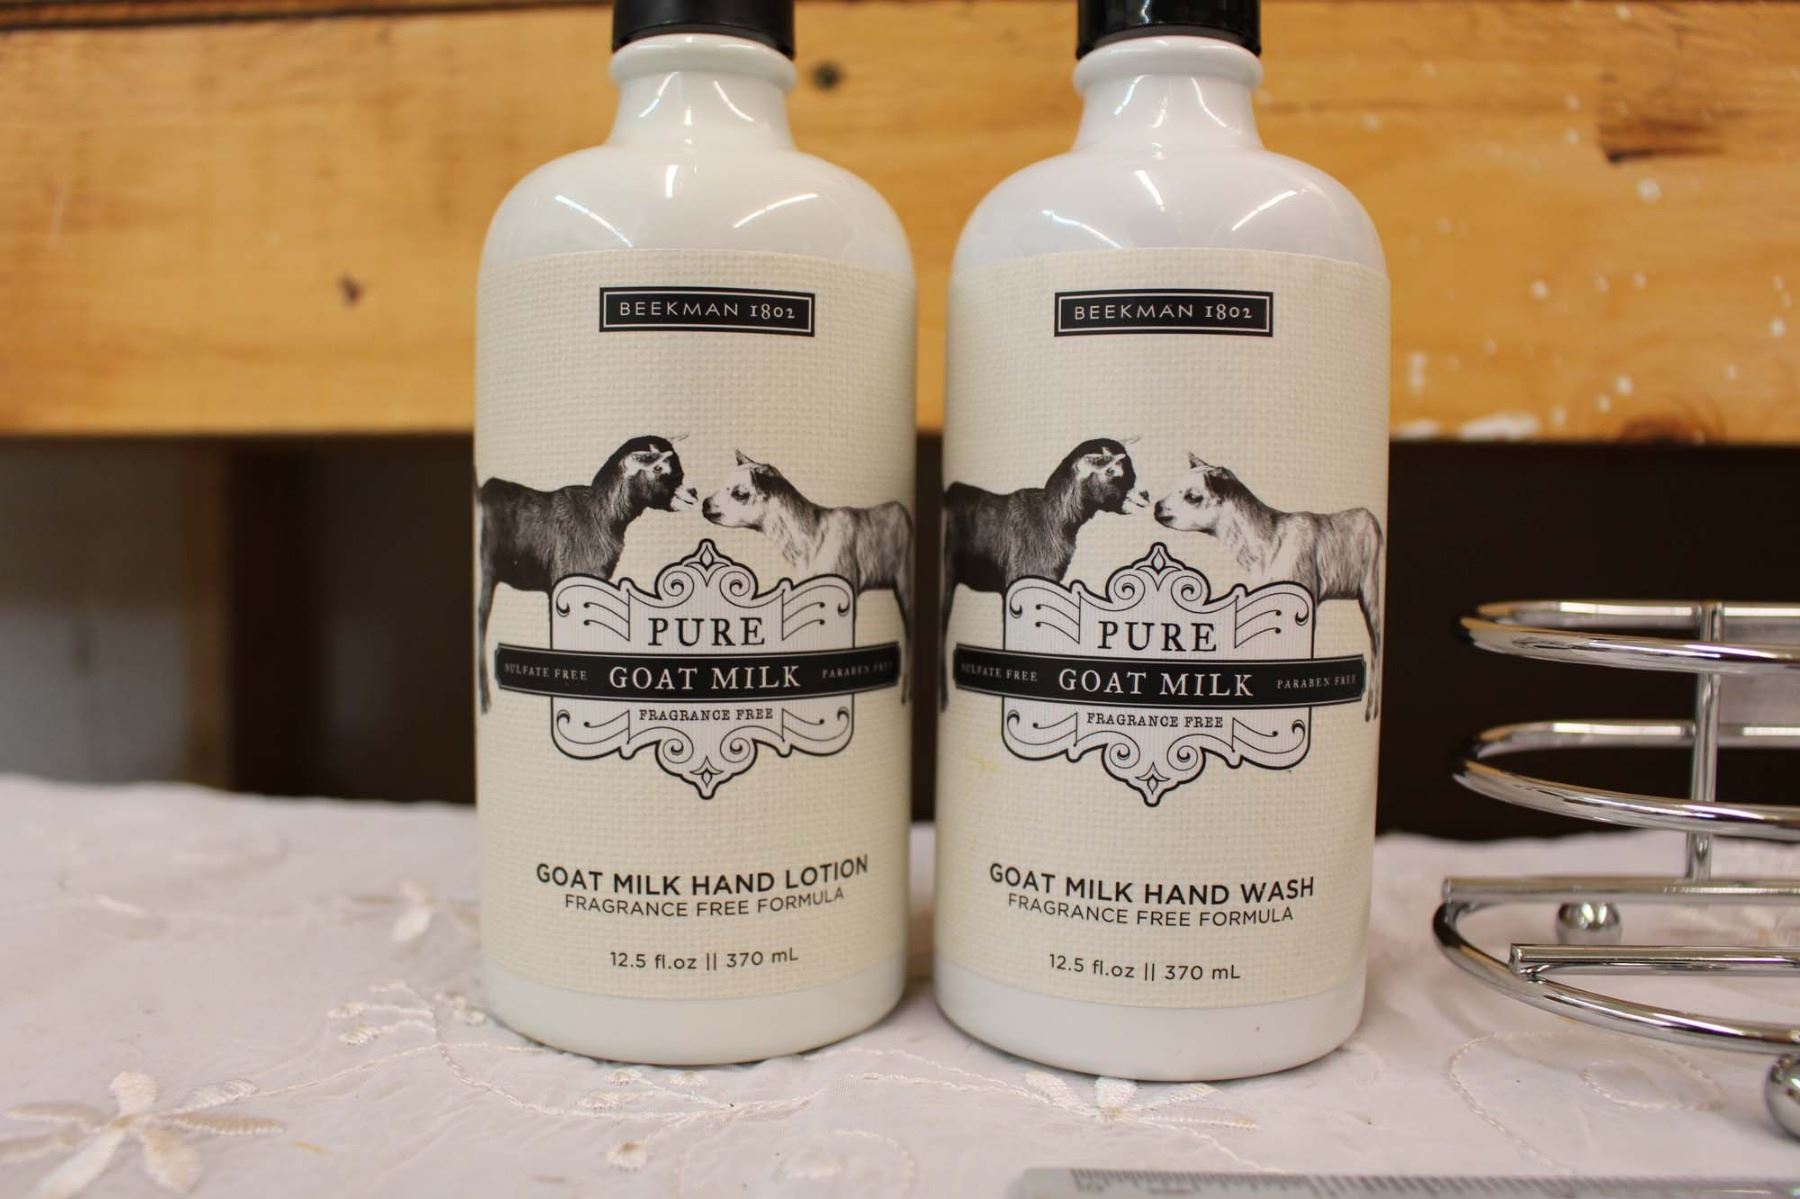 BEEKMAN 1802
PURE
SULFATE FREE GOAT MILK PARABEN FREE
FRAGRANCE FREE
GOAT MILK HAND LOTION
FRAGRANCE FREE FORMULA
12.5 fl.oz || 370 mL
BEEKMAN 1802
PURE
SULFATE FREE GOAT MILK PARABEN FREE
FRAGRANCE FREE
GOAT MILK HAND WASH
FRAGRANCE FREE FORMULA
12.5 fl.oz || 370 mL